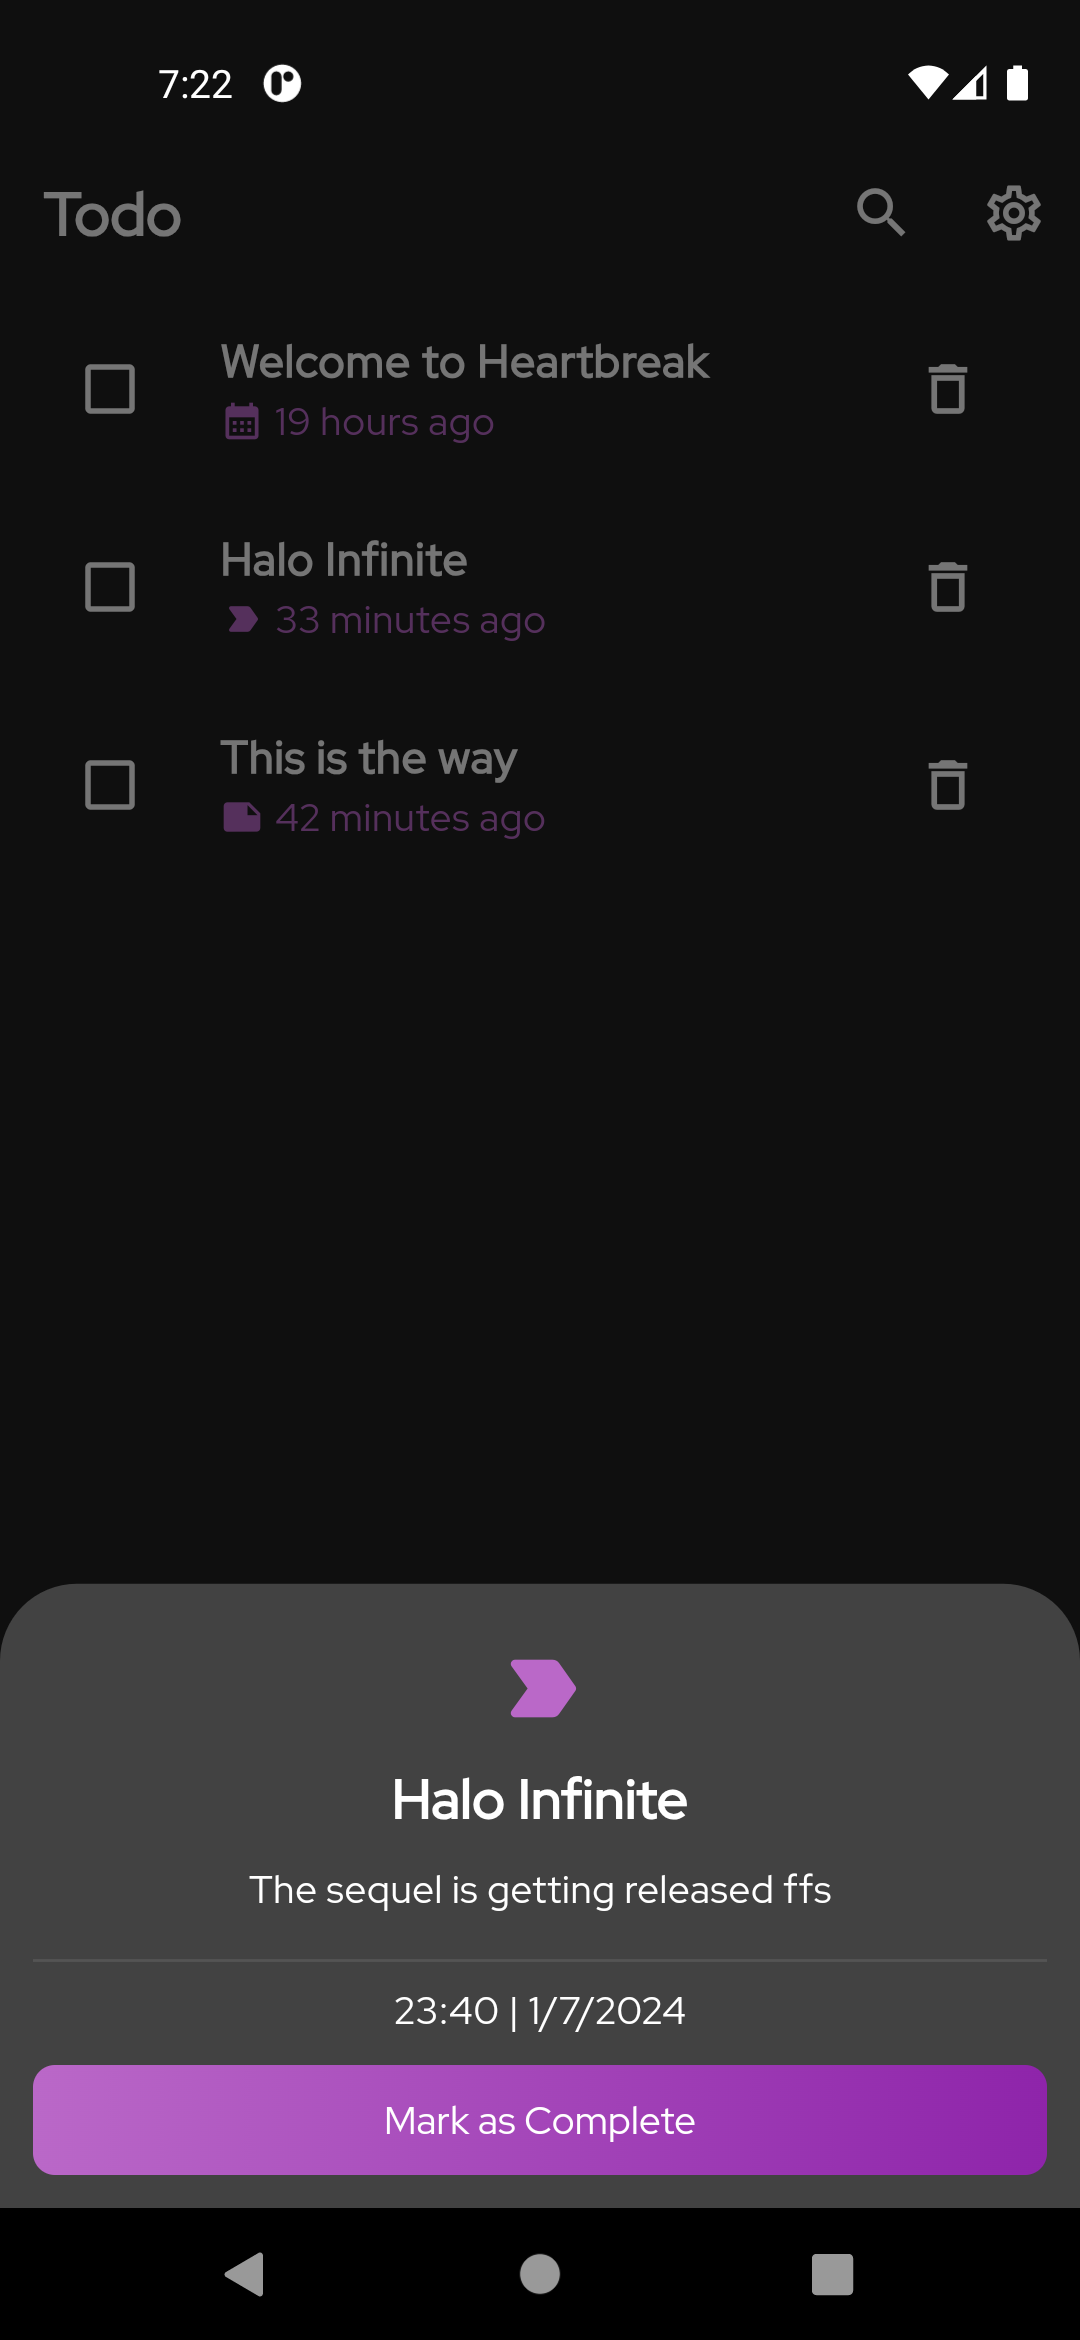 7:22
Todo
Welcome to Heartbreak
19 hours ago
Halo Infinite
33 minutes ago
This is the way
42 minutes ago
Halo Infinite
The sequel is getting released ffs
23:40 | 1/7/2024
Mark as Complete